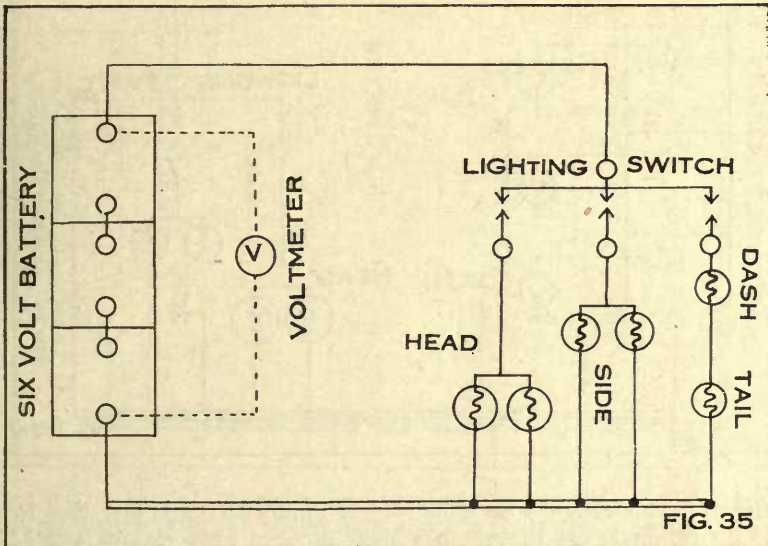 SIX VOLT BATTERY
V
VOLTMETER
LIGHTING SWITCH
HEAD
SIDE
DASH
TAIL
FIG. 35